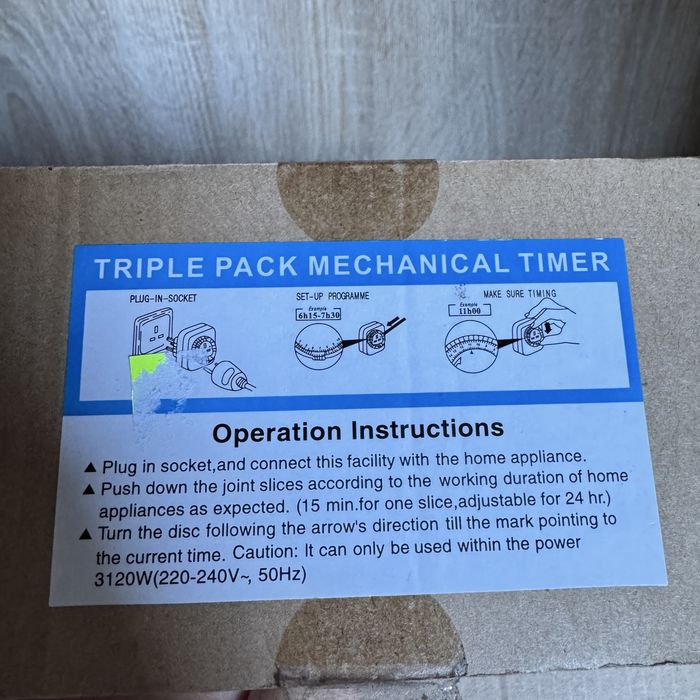 TRIPLE PACK MECHANICAL TIMER
PLUG-IN-SOCKET
SET-UP PROGRAMME
MAKE SURE TIMING
Example
6h15-7h30
Example
11h00
Operation Instructions
▲ Plug in socket,and connect this facility with the home appliance.
▲ Push down the joint slices according to the working duration of home
appliances as expected. (15 min.for one slice,adjustable for 24 hr.)
▲ Turn the disc following the arrow's direction till the mark pointing to
the current time. Caution: It can only be used within the power
3120W(220-240V~, 50Hz)